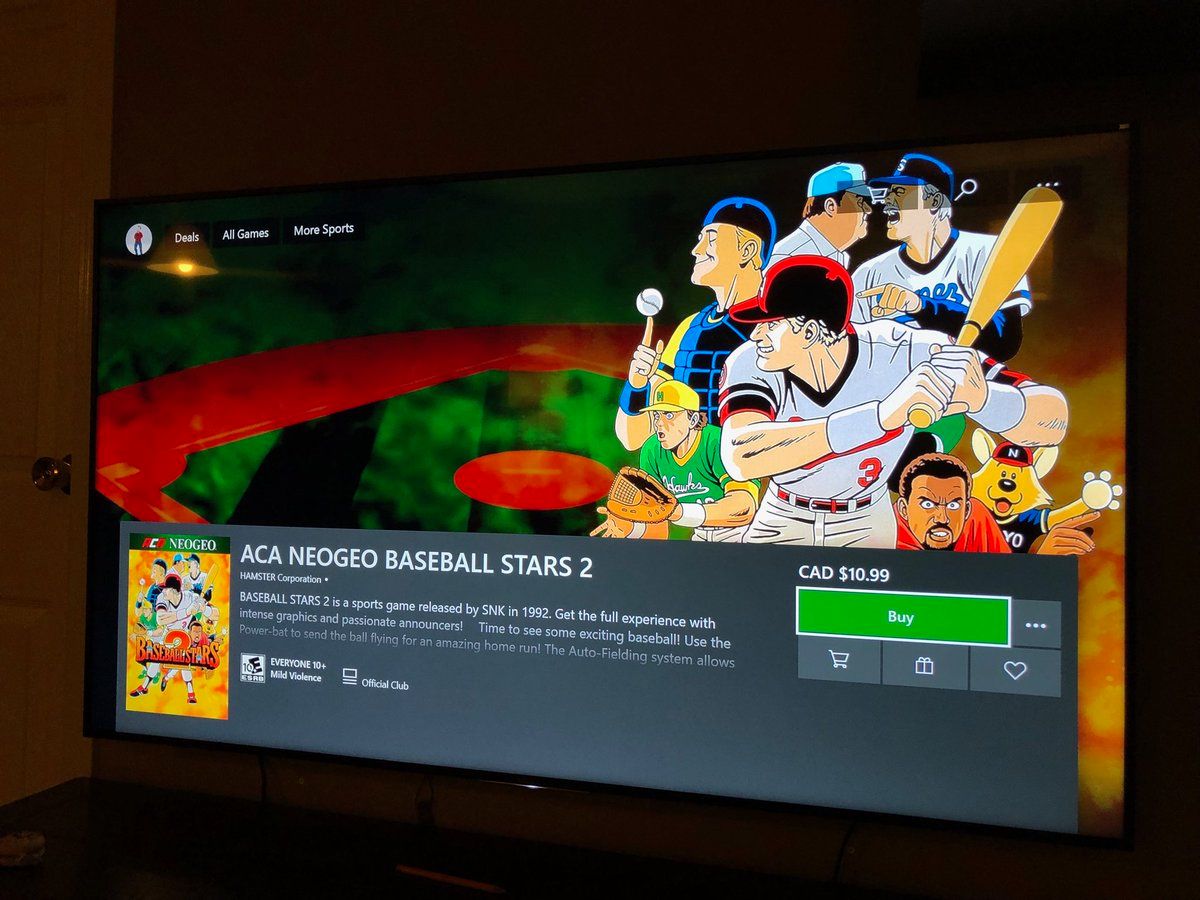 Deals
All Games
More Sports
S
H
Hawks
3
N
YO
ACA NEOGEO
2
BASEBALL STARS
ACA NEOGEO BASEBALL STARS 2
HAMSTER Corporation •
BASEBALL STARS 2 is a sports game released by SNK in 1992. Get the full experience with
intense graphics and passionate announcers! Time to see some exciting baseball! Use the
Power-bat to send the ball flying for an amazing home run! The Auto-Fielding system allows
E
ESRB
EVERYONE 10+
Mild Violence
Official Club
CAD $10.99
Buy